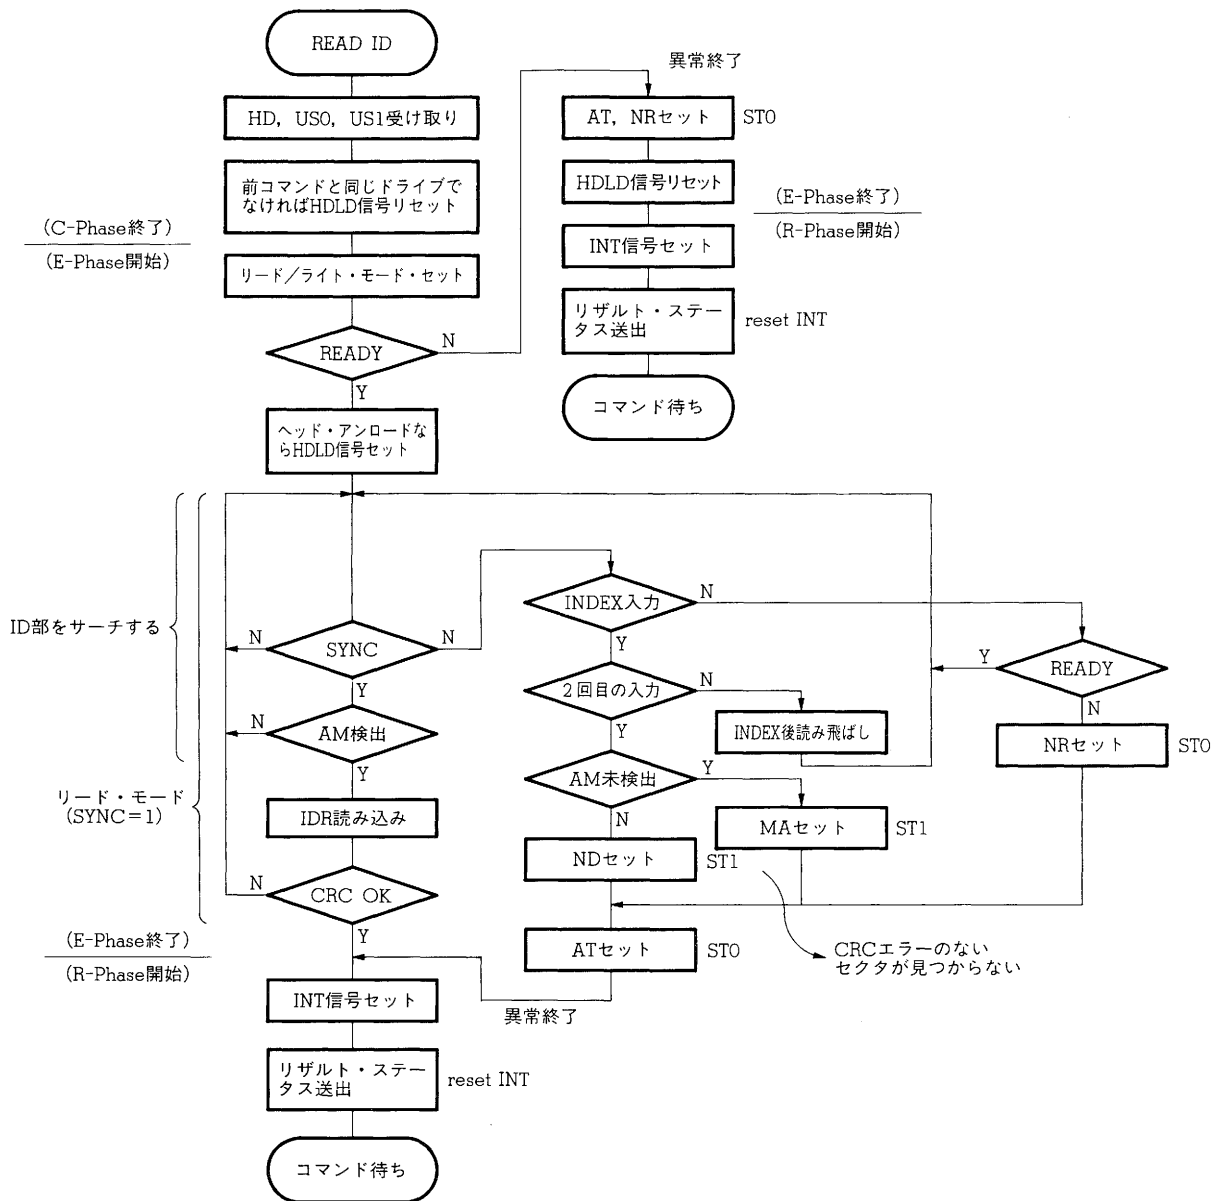 READ ID
異常終了
HD, US0, US1受け取り
AT, NRセット
ST0
前コマンドと同じドライブで
なければHDLD信号リセット
HDLD信号リセット
(C-Phase終了)
(E-Phase開始)
(E-Phase終了)
(R-Phase開始)
リード/ライト・モード・セット
INT信号セット
READY
N
Y
リザルト・ステー
タス送出
reset INT
コマンド待ち
ヘッド・アンロードな
らHDLD信号セット
ID部をサーチする
リード・モード
(SYNC=1)
SYNC
N
N
Y
AM検出
N
Y
IDR読み込み
CRC OK
N
Y
INDEX入力
N
Y
2回目の入力
N
Y
INDEX後読み飛ばし
READY
Y
N
NRセット
ST0
AM未検出
Y
N
MAセット
ST1
NDセット
ST1
ATセット
ST0
CRCエラーのない
セクタが見つからない
(E-Phase終了)
(R-Phase開始)
異常終了
INT信号セット
リザルト・ステー
タス送出
reset INT
コマンド待ち